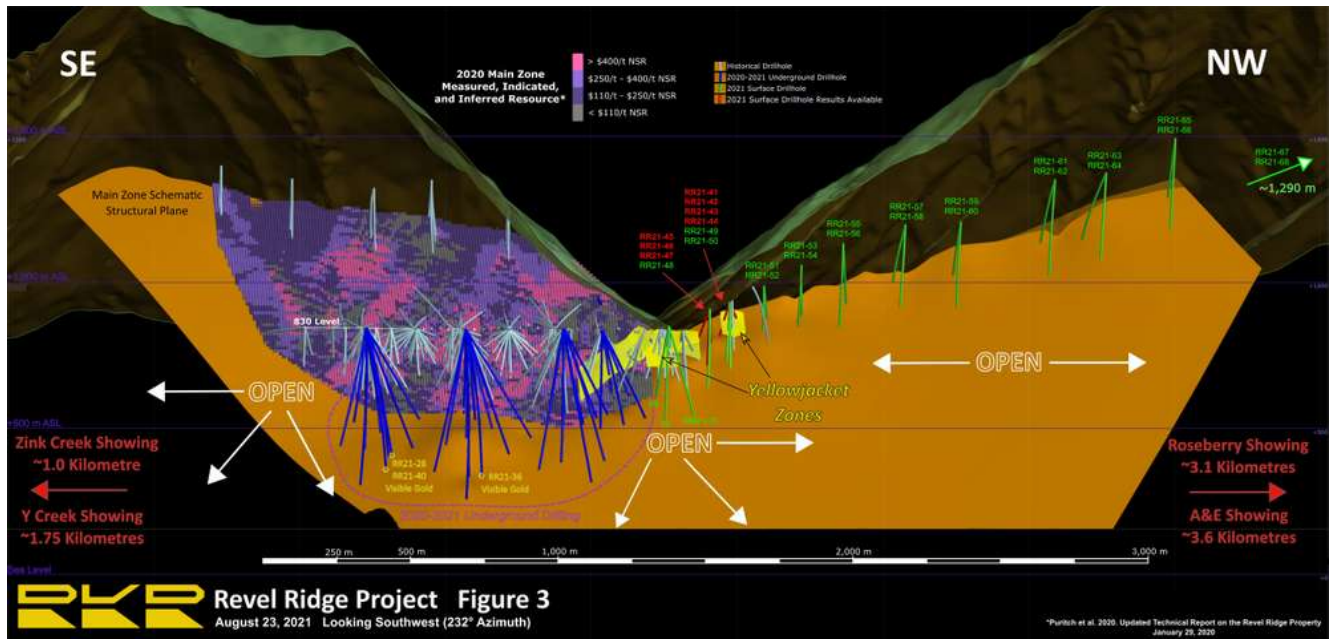 SE
NW
2020 Main Zone
Measured, Indicated,
and Inferred Resource*
> $400/t NSR
$250/t - $400/t NSR
$110/t - $250/t NSR
< $110/t NSR
Historical Drillhole
2020-2021 Underground Drillhole
2021 Surface Drillhole
2021 Surface Drillhole Results Available
Main Zone Schematic
Structural Plane
RR21-65
RR21-66
RR21-67
RR21-68
~1,290 m
RR21-61
RR21-62
RR21-63
RR21-64
RR21-59
RR21-60
RR21-57
RR21-58
RR21-55
RR21-56
RR21-53
RR21-54
RR21-51
RR21-52
RR21-41
RR21-42
RR21-43
RR21-44
RR21-49
RR21-50
RR21-45
RR21-46
RR21-47
RR21-48
830 Level
OPEN
Yellowjacket
Zones
OPEN
OPEN
+500 m ASL
Zink Creek Showing
~1.0 Kilometre
Y Creek Showing
~1.75 Kilometres
RR21-28
RR21-40
Visible Gold
RR21-36
Visible Gold
2020-2021 Underground Drilling
Roseberry Showing
~3.1 Kilometres
A&E Showing
~3.6 Kilometres
250 m
500 m
1,000 m
2,000 m
3,000 m
Sea Level
RKR
Revel Ridge Project Figure 3
August 23, 2021 Looking Southwest (232° Azimuth)
*Puritch et al. 2020. Updated Technical Report on the Revel Ridge Property
January 29, 2020